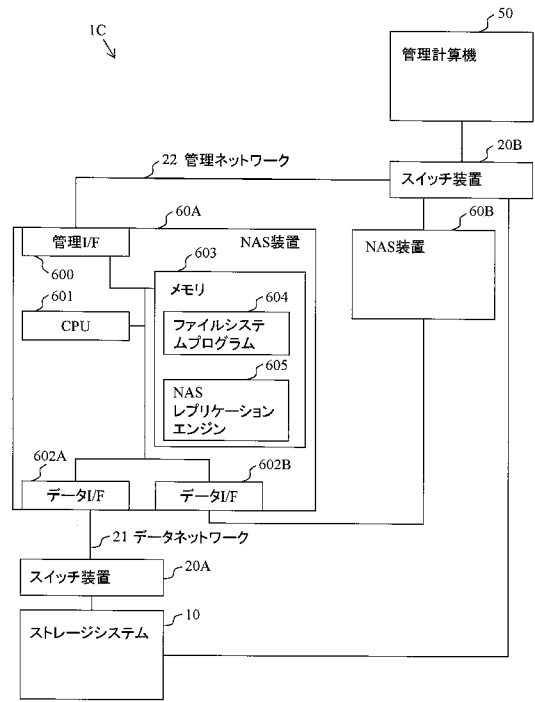 1C
50
管理計算機
20B
スイッチ装置
22 管理ネットワーク
60A
NAS装置
60B
NAS装置
管理I/F
600
603
メモリ
601
CPU
604
ファイルシステ
ムプログラム
605
NAS
レプリケーション
エンジン
602A
データI/F
602B
データI/F
21 データネットワーク
スイッチ装置
20A
10
ストレージシステム